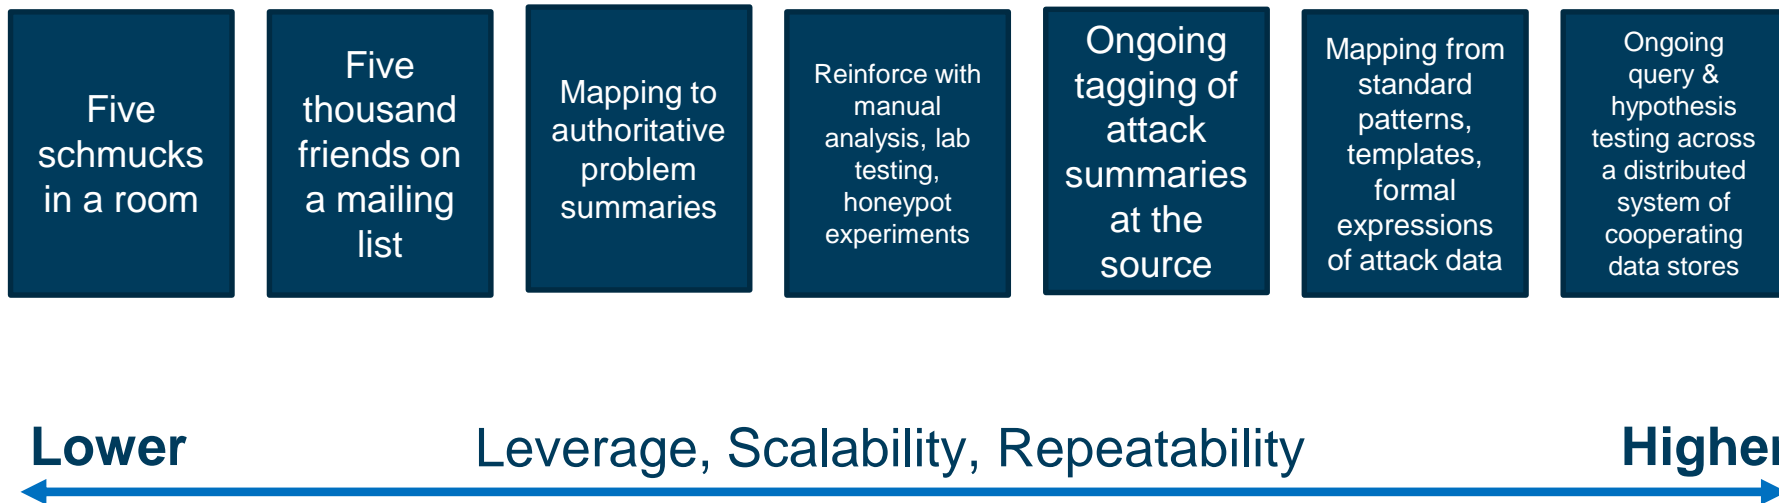 Five
schmucks
in a room
Five
thousand
friends on
a mailing
list
Mapping to
authoritative
problem
summaries
Reinforce with
manual
analysis, lab
testing,
honeypot
experiments
Ongoing
tagging of
attack
summaries
at the
source
Mapping from
standard
patterns,
templates,
formal
expressions
of attack data
Ongoing
query &
hypothesis
testing across
a distributed
system of
cooperating
data stores
Lower Leverage, Scalability, Repeatability Higher